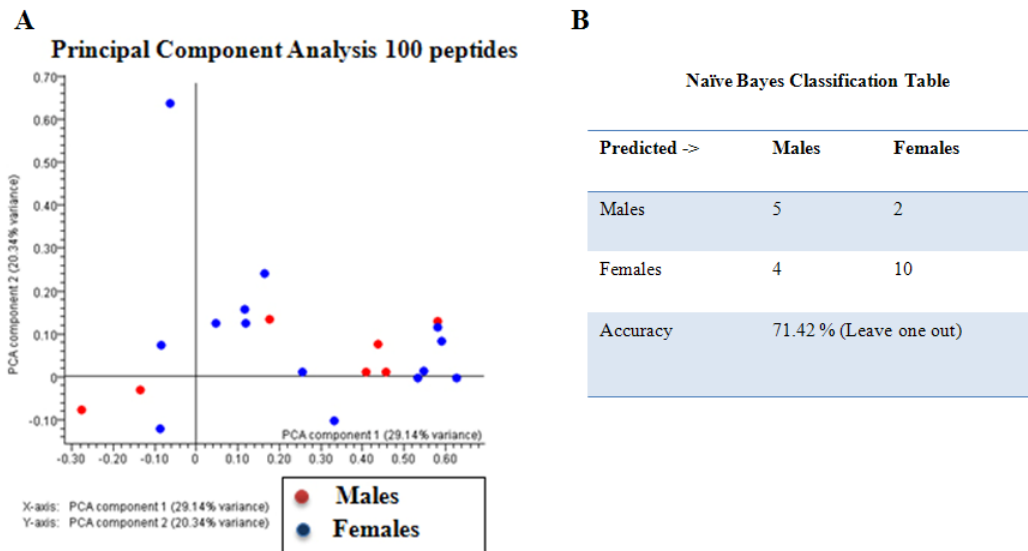 A
Principal Component Analysis 100 peptides
0.70
0.60
0.50
0.40
0.30
0.20
0.10
0
-0.10
PCA component 2 (20.34% variance)
PCA component 1 (29.14% variance)
-0.30 -0.20 -0.10 0 0.10 0.20 0.30 0.40 0.50 0.60
X-axis: PCA component 1 (29.14% variance)
Y-axis: PCA component 2 (20.34% variance)
Males
Females
B
Naïve Bayes Classification Table
Predicted -> Males Females
Males 5 2
Females 4 10
Accuracy 71.42 % (Leave one out)